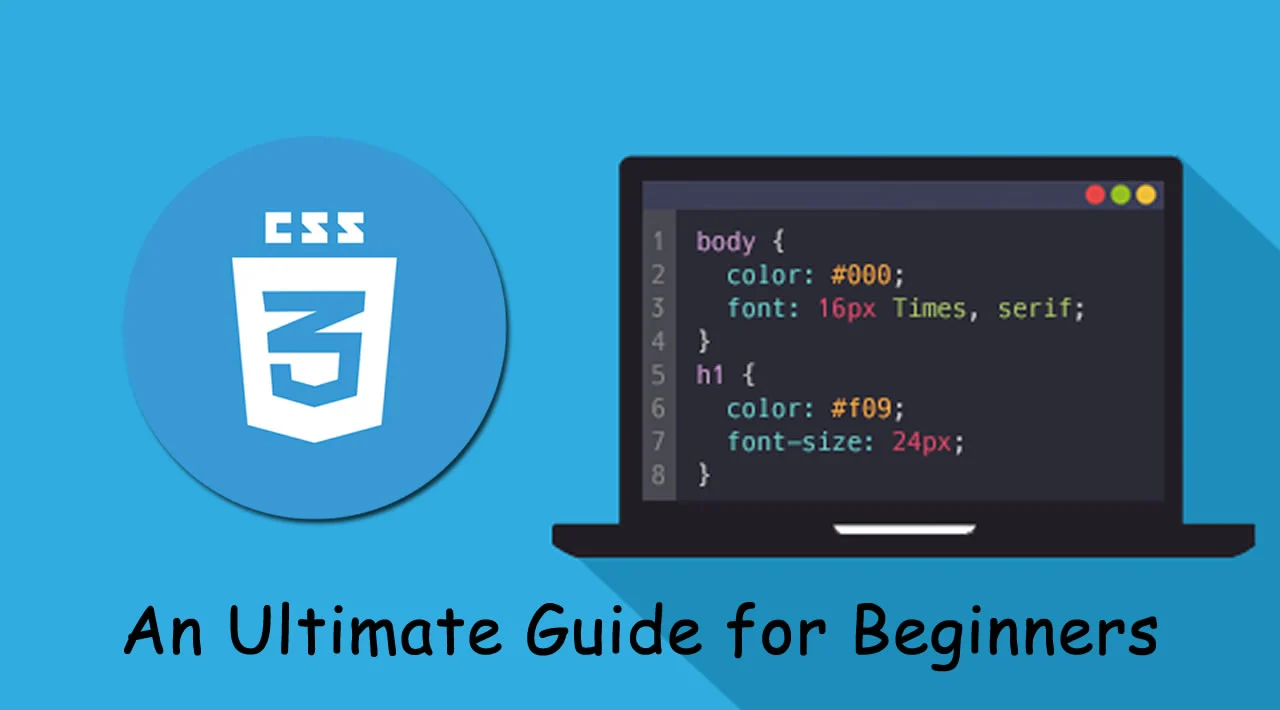 CSS
3
1 body {
2 color: #000;
3 font: 16px Times, serif;
4 }
5 h1 {
6 color: #f09;
7 font-size: 24px;
8 }
An Ultimate Guide for Beginners